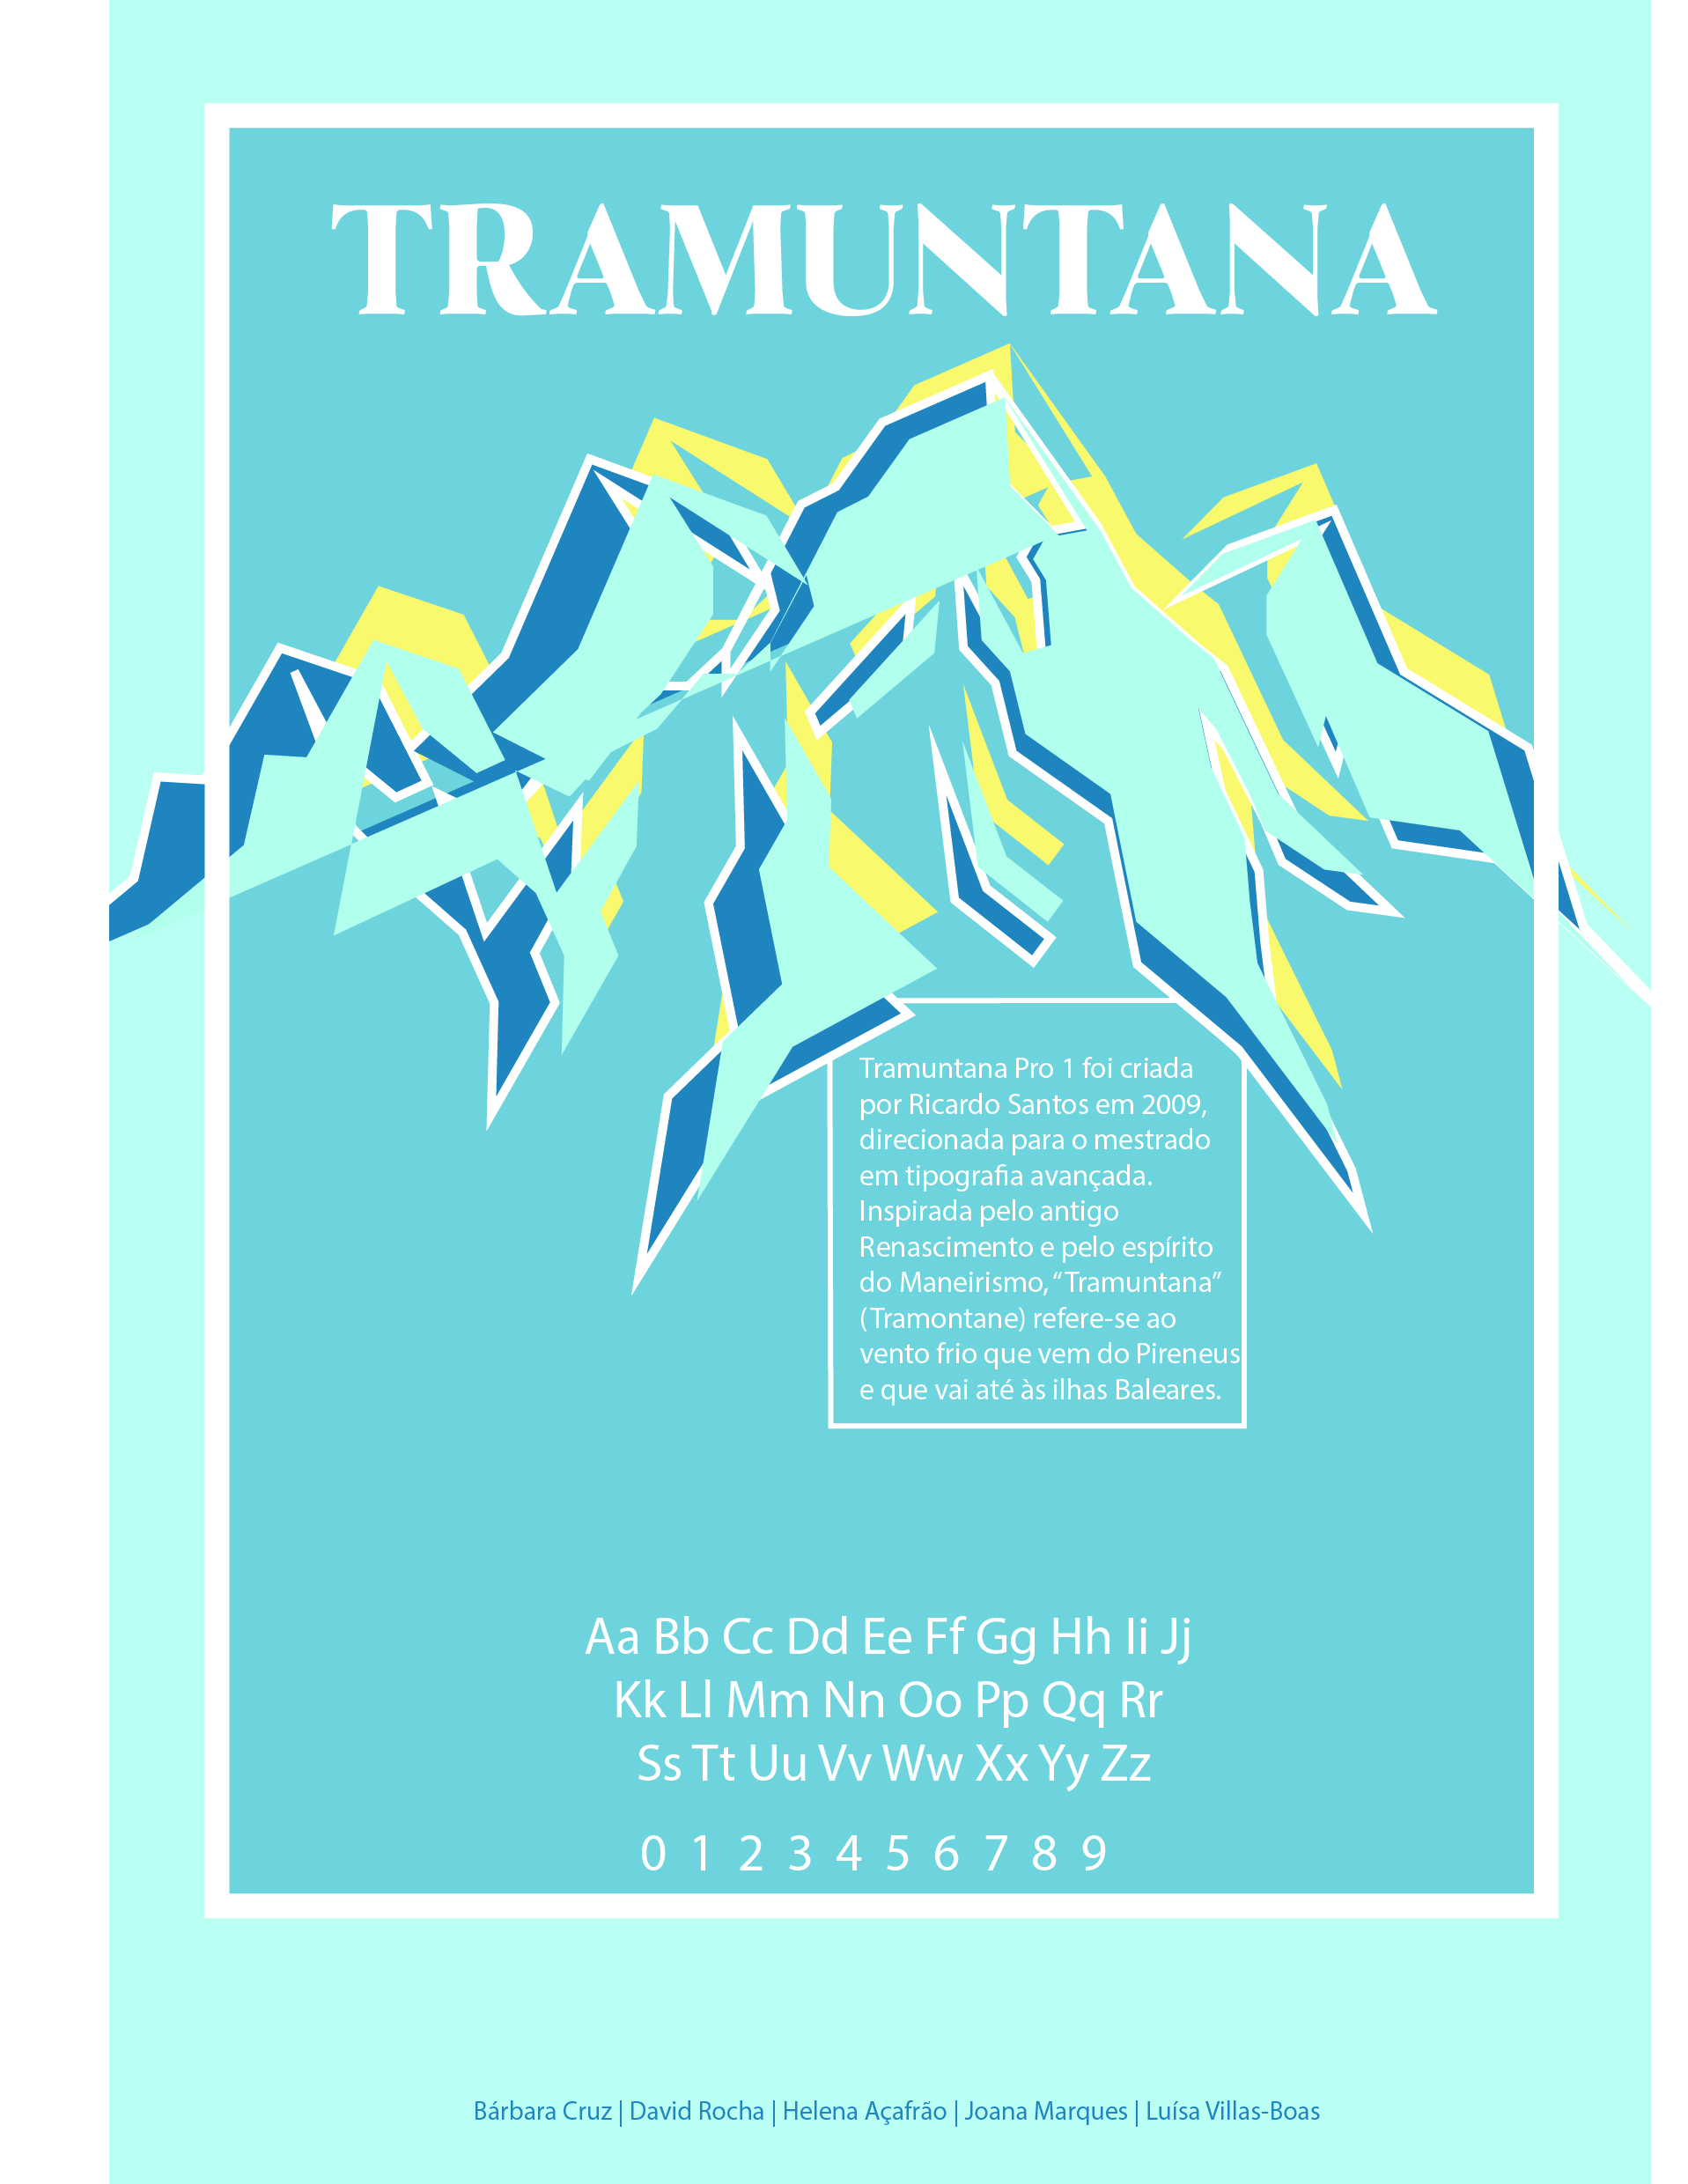 TRAMUNTANA
Tramuntana Pro 1 foi criada
por Ricardo Santos em 2009,
direcionada para o mestrado
em tipografia avançada.
Inspirada pelo antigo
Renascimento e pelo espírito
do Maneirismo, “Tramuntana”
(Tramontane) refere-se ao
vento frio que vem do Pireneus
e que vai até às ilhas Baleares.
Aa Bb Cc Dd Ee Ff Gg Hh Ii Jj
Kk Ll Mm Nn Oo Pp Qq Rr
Ss Tt Uu Vv Ww Xx Yy Zz
0 1 2 3 4 5 6 7 8 9
Bárbara Cruz | David Rocha | Helena Açafrão | Joana Marques | Luísa Villas-Boas